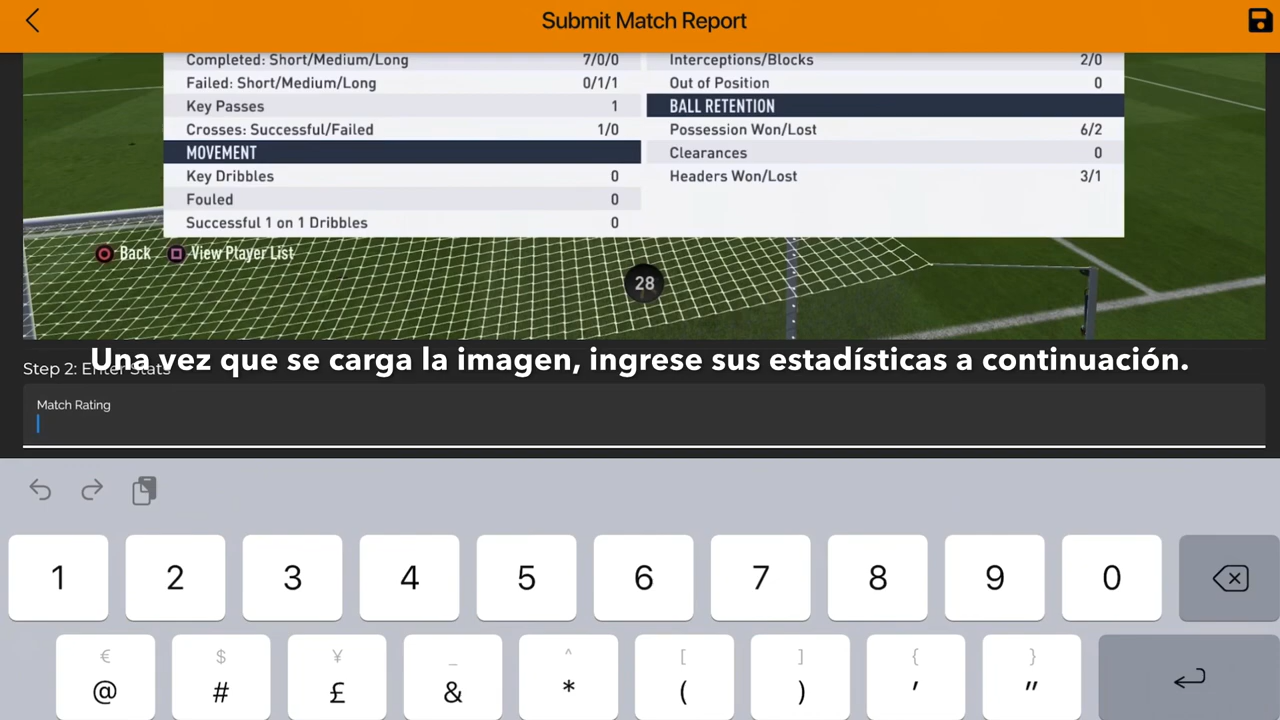 Submit Match Report
Completed: Short/Medium/Long 7/0/0
Failed: Short/Medium/Long 0/1/1
Key Passes 1
Crosses: Successful/Failed 1/0
MOVEMENT
Key Dribbles 0
Fouled 0
Successful 1 on 1 Dribbles 0
Interceptions/Blocks 2/0
Out of Position 0
BALL RETENTION
Possession Won/Lost 6/2
Clearances 0
Headers Won/Lost 3/1
Back View Player List
28
Una vez que se carga la imagen, ingrese sus estadísticas a continuación.
Step 2: Enter Stats
Match Rating
1 2 3 4 5 6 7 8 9 0
€ $ ¥ _ ^ [ ] { }
@ # £ & * ( ) ' "